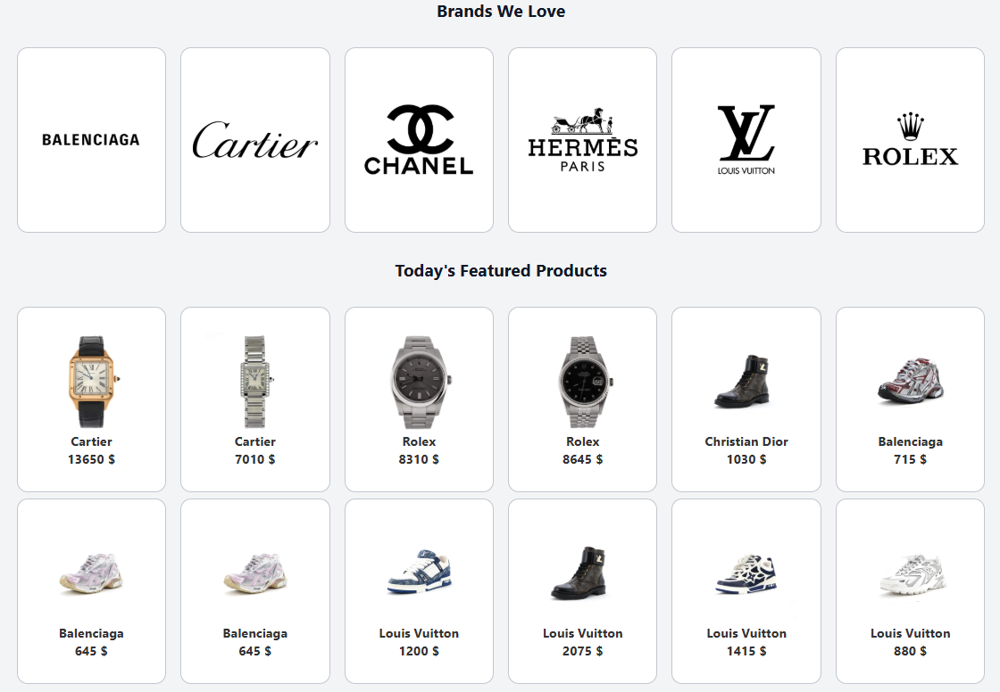 Brands We Love
BALENCIAGA
Cartier
CHANEL
HERMÈS
PARIS
LV
LOUIS VUITTON
ROLEX
Today's Featured Products
Cartier
13650 $
Cartier
7010 $
Rolex
8310 $
Rolex
8645 $
Christian Dior
1030 $
Balenciaga
715 $
Balenciaga
645 $
Balenciaga
645 $
Louis Vuitton
1200 $
Louis Vuitton
2075 $
Louis Vuitton
1415 $
Louis Vuitton
880 $